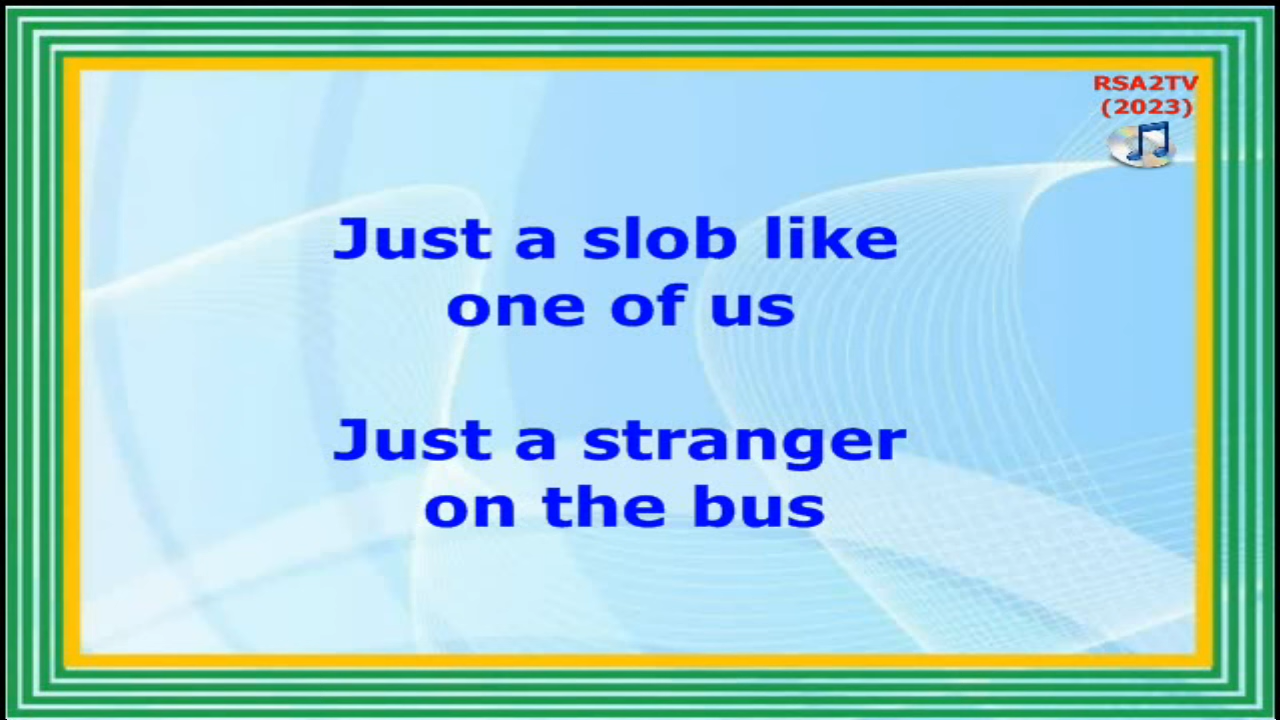 RSA2TV
(2023)
Just a slob like
one of us
Just a stranger
on the bus